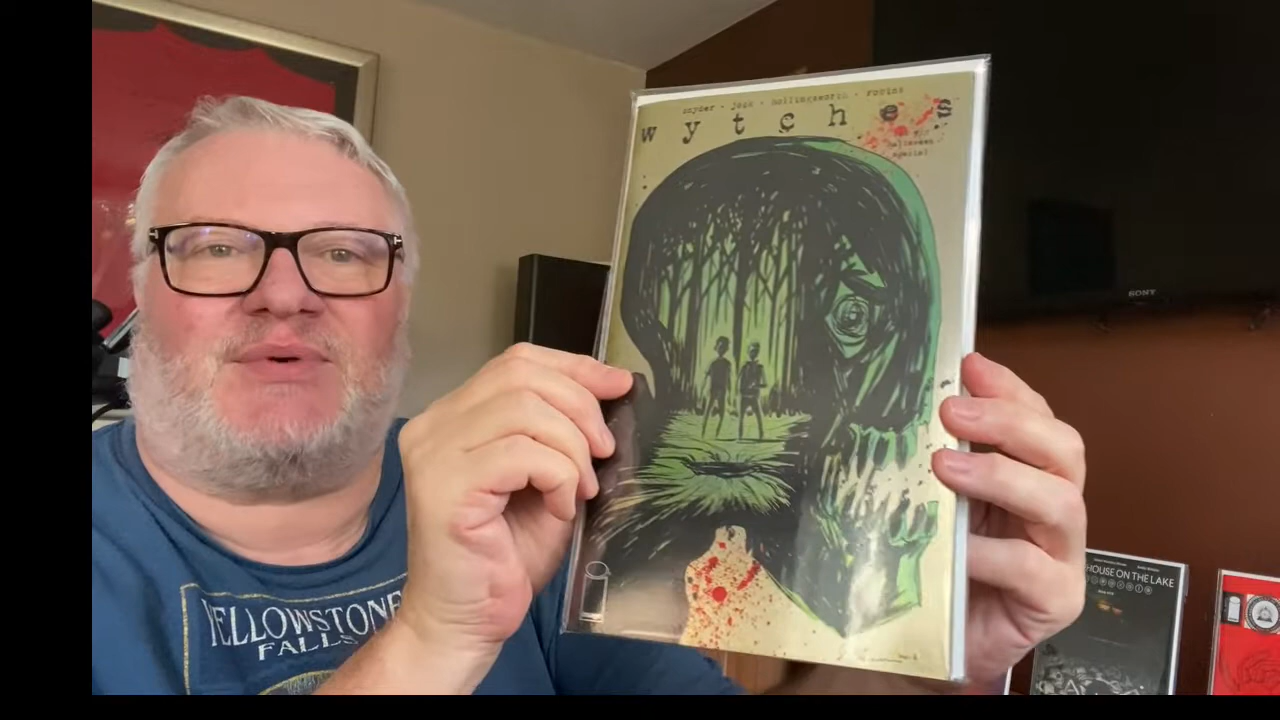 snyder · jock · hollingsworth · robins
wytches
halloween
special
YELLOWSTONE
FALLS
SONY
HOUSE ON THE LAKE